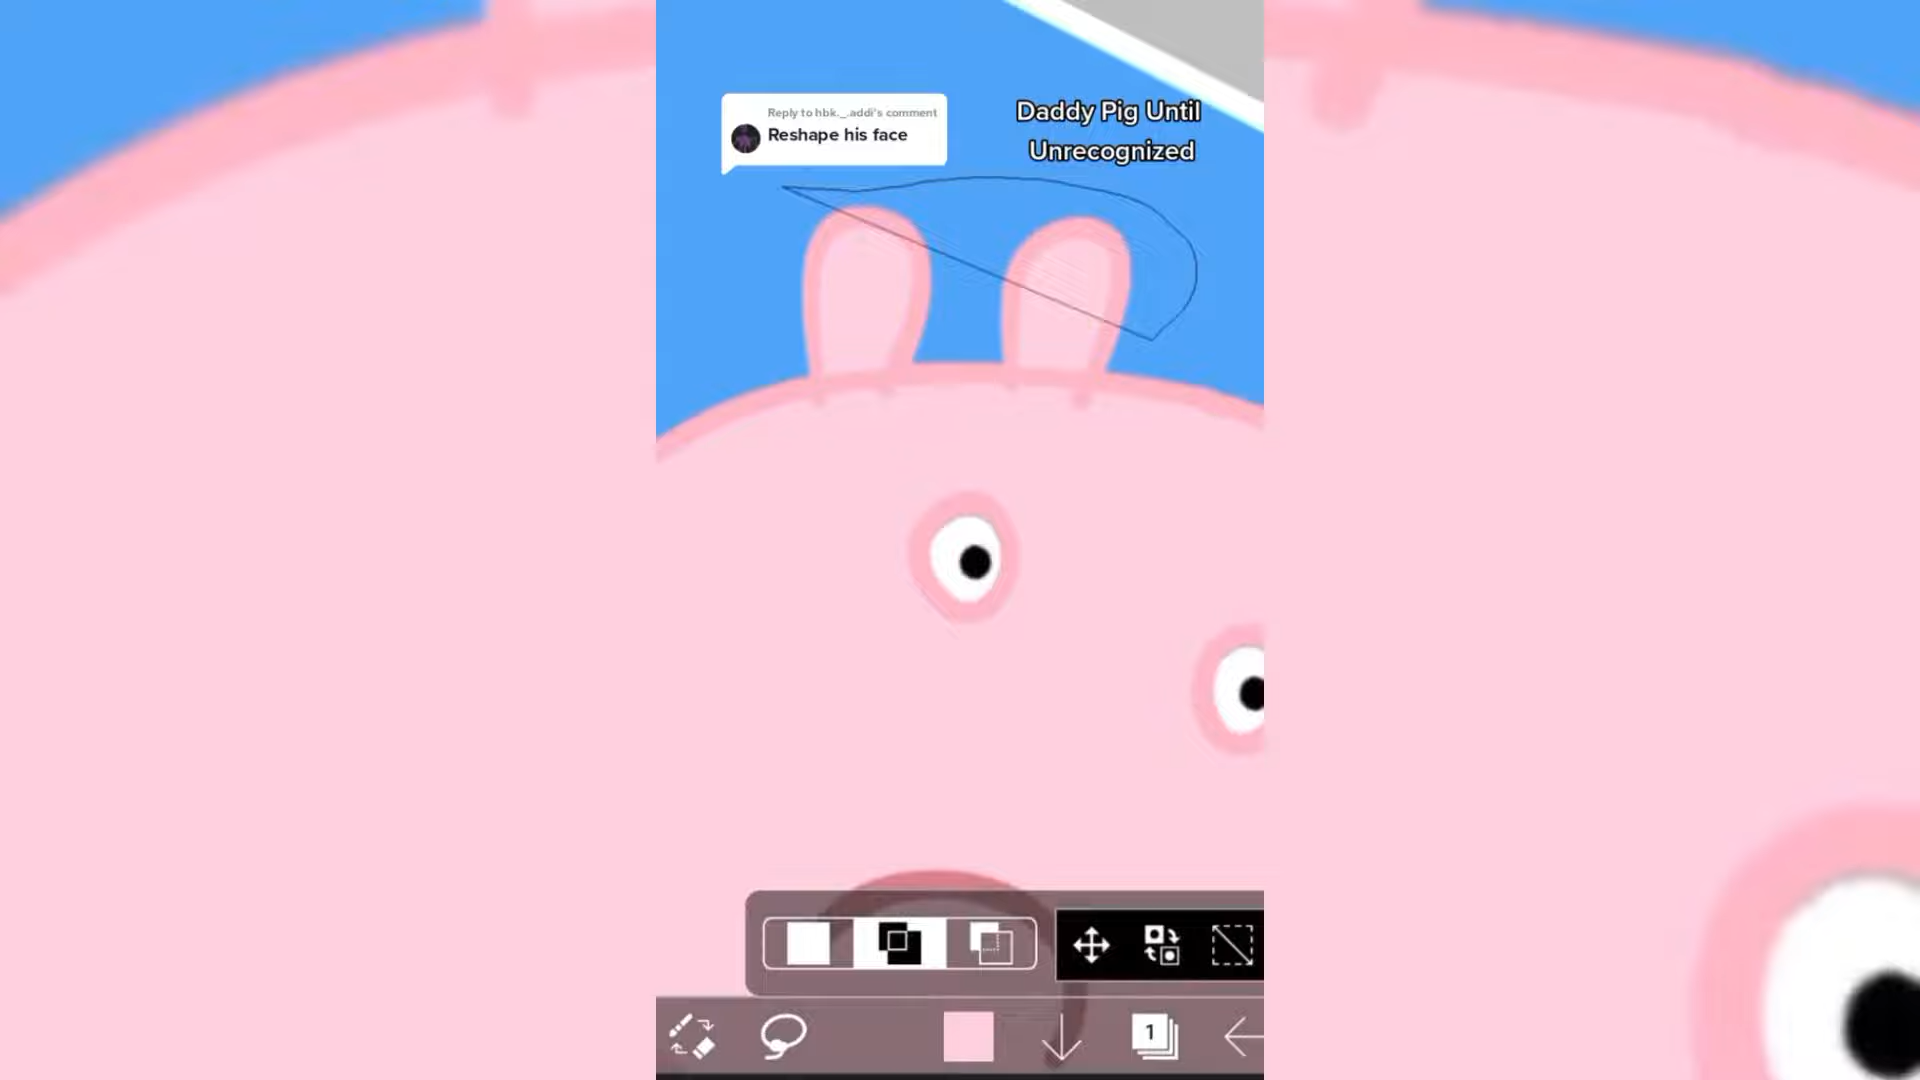 Reply to hbk._.addi's comment
Reshape his face
Daddy Pig Until
Unrecognized
1